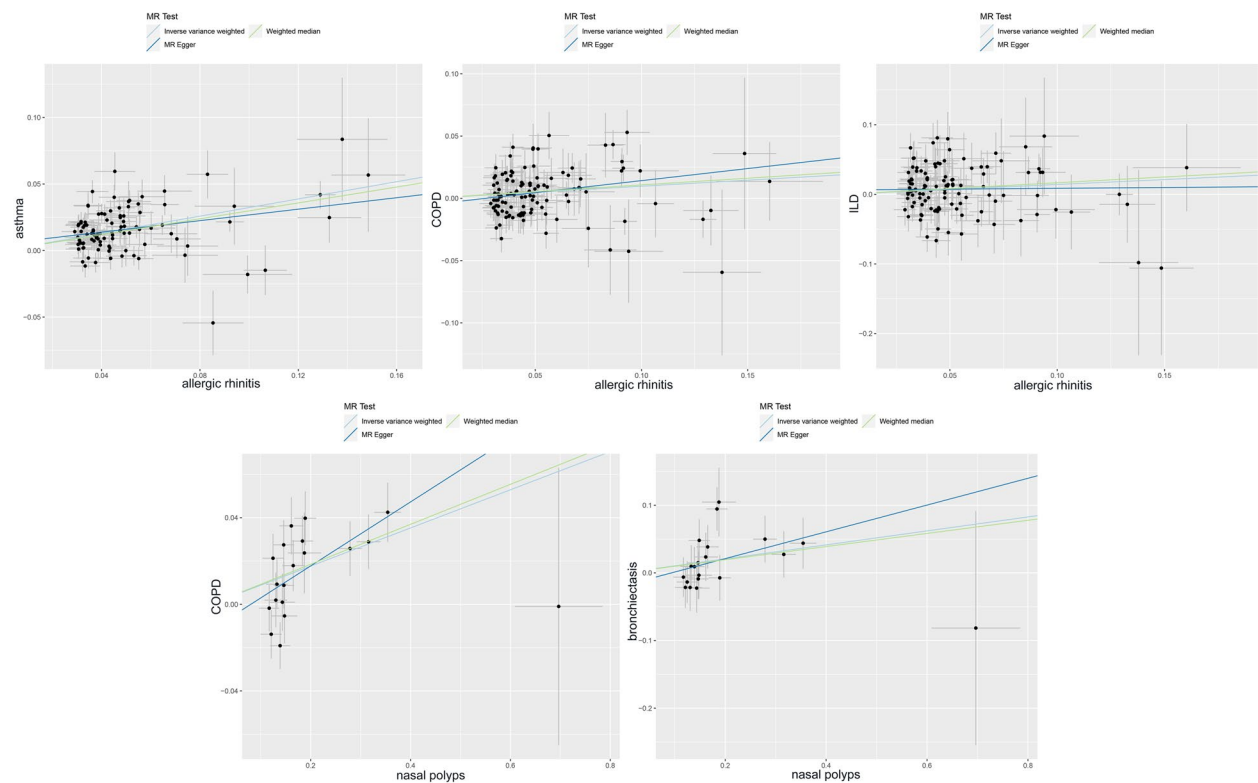 MR Test
Inverse variance weighted Weighted median
MR Egger
asthma
0.10
0.05
0.00
−0.05
0.04 0.08 0.12 0.16
allergic rhinitis
MR Test
Inverse variance weighted Weighted median
MR Egger
COPD
0.10
0.05
0.00
−0.05
−0.10
0.05 0.10 0.15
allergic rhinitis
MR Test
Inverse variance weighted Weighted median
MR Egger
ILD
0.1
0.0
−0.1
−0.2
0.05 0.10 0.15
allergic rhinitis
MR Test
Inverse variance weighted Weighted median
MR Egger
COPD
0.04
0.00
−0.04
0.2 0.4 0.6 0.8
nasal polyps
MR Test
Inverse variance weighted Weighted median
MR Egger
bronchiectasis
0.1
0.0
−0.1
−0.2
0.2 0.4 0.6 0.8
nasal polyps